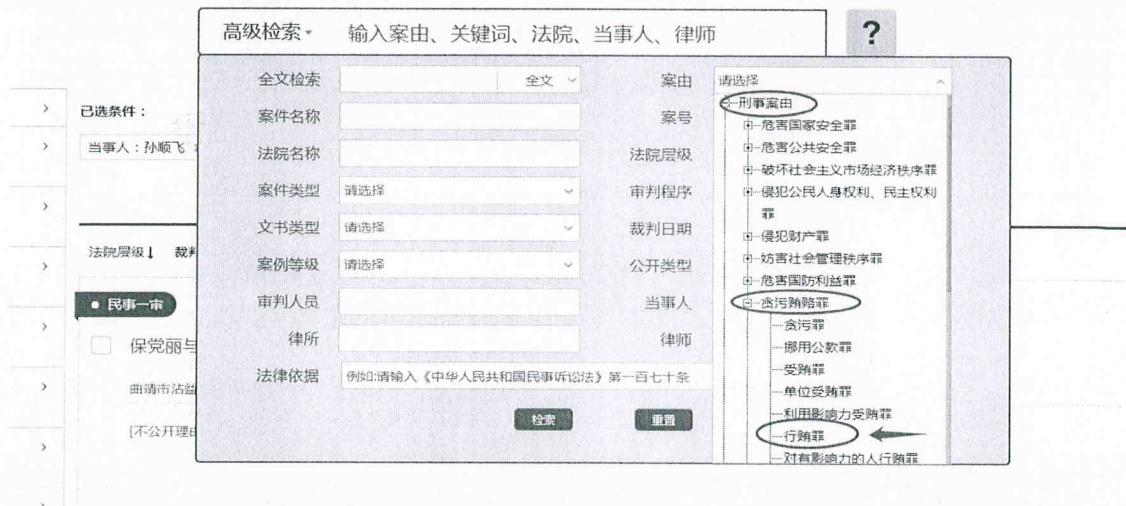 高级检索
输入案由、关键词、法院、当事人、律师
?
已选条件：
当事人：孙顺飞
法院层级↓ 裁判
民事一审
保党丽与
曲靖市沾益
[不公开理由
全文检索
全文
案件名称
法院名称
案件类型 请选择
文书类型 请选择
案例等级 请选择
审判人员
律所
法律依据 例如:请输入《中华人民共和国民事诉讼法》第一百七十条
检索 重置
案由 请选择
案号
法院层级
审判程序
裁判日期
公开类型
当事人
律师
刑事案由
危害国家安全罪
危害公共安全罪
破坏社会主义市场经济秩序罪
侵犯公民人身权利、民主权利
罪
侵犯财产罪
妨害社会管理秩序罪
危害国防利益罪
贪污贿赂罪
贪污罪
挪用公款罪
受贿罪
单位受贿罪
利用影响力受贿罪
行贿罪
对有影响力的人行贿罪